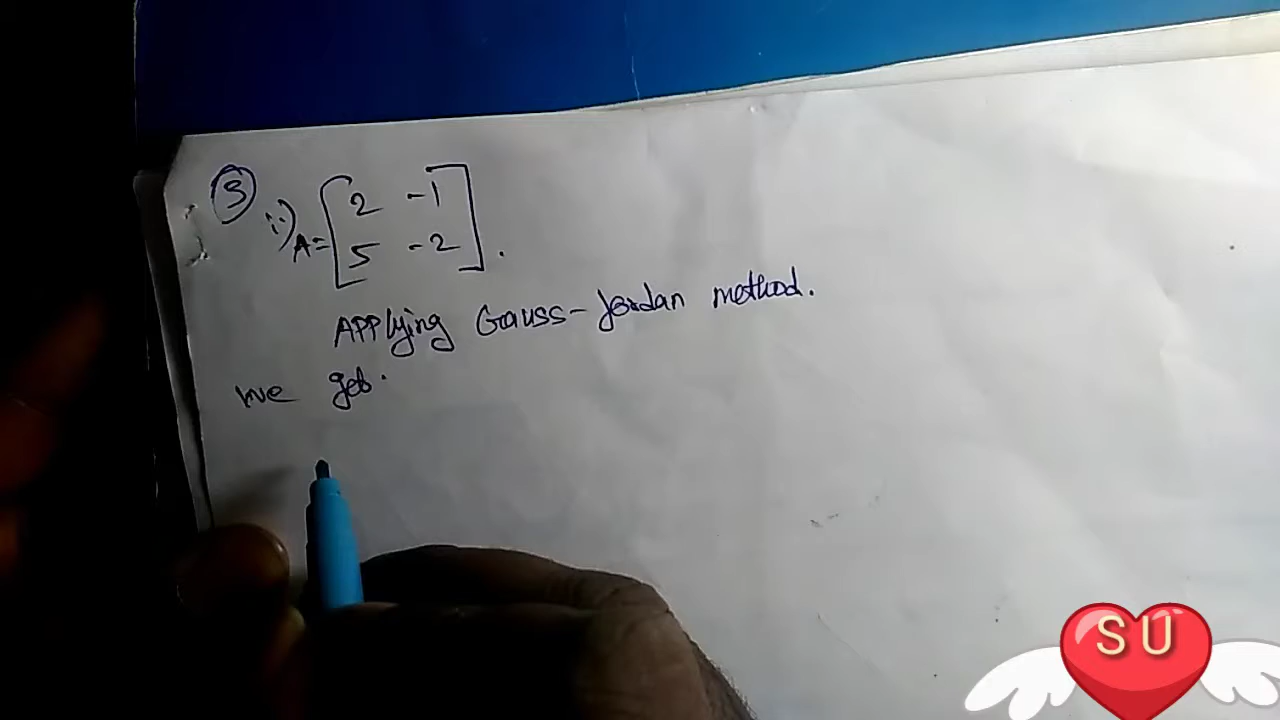 ③ i) A = [ 2 -1
5 -2 ].
Applying Gauss-Jordan method.
we get.
SU